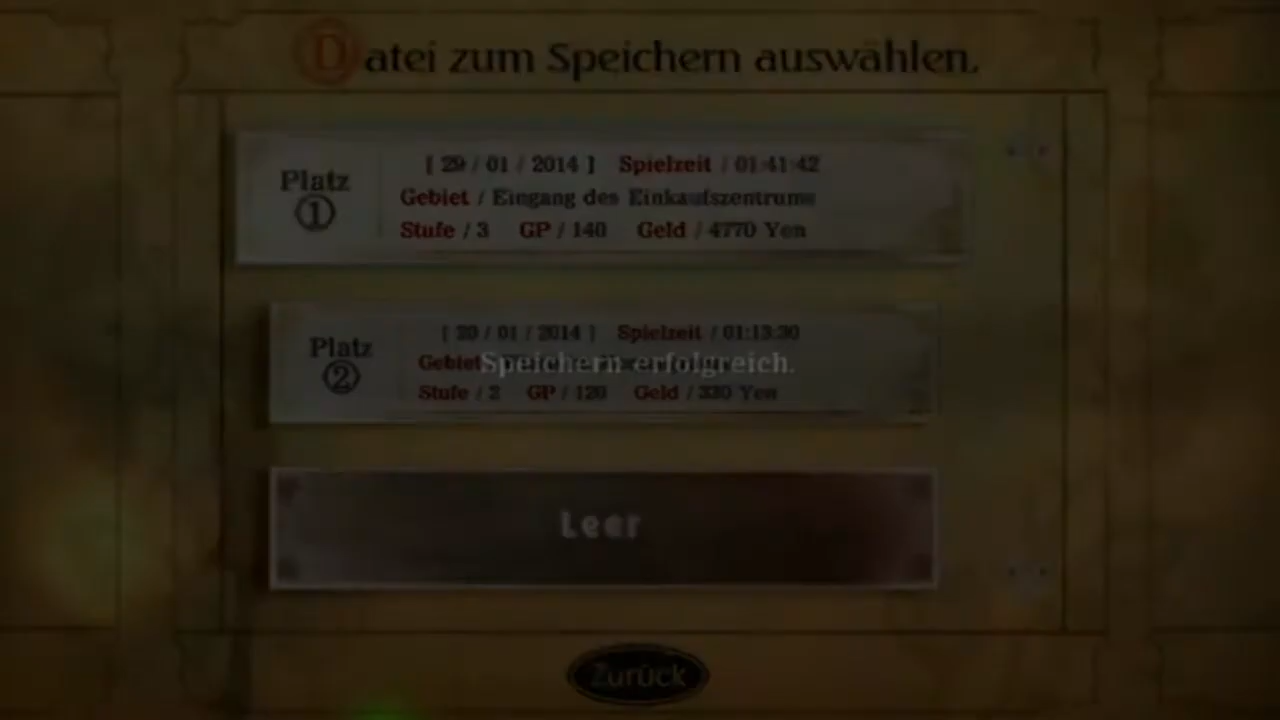 Datei zum Speichern auswählen.
Platz
①
[ 29 / 01 / 2014 ] Spielzeit / 01:41:42
Gebiet / Eingang des Einkaufszentrums
Stufe / 3 GP / 140 Geld / 4770 Yen
Platz
②
[ 20 / 01 / 2014 ] Spielzeit / 01:13:30
Gebiet
Speichern erfolgreich.
Stufe / 2 GP / 120 Geld / 330 Yen
Leer
Zurück